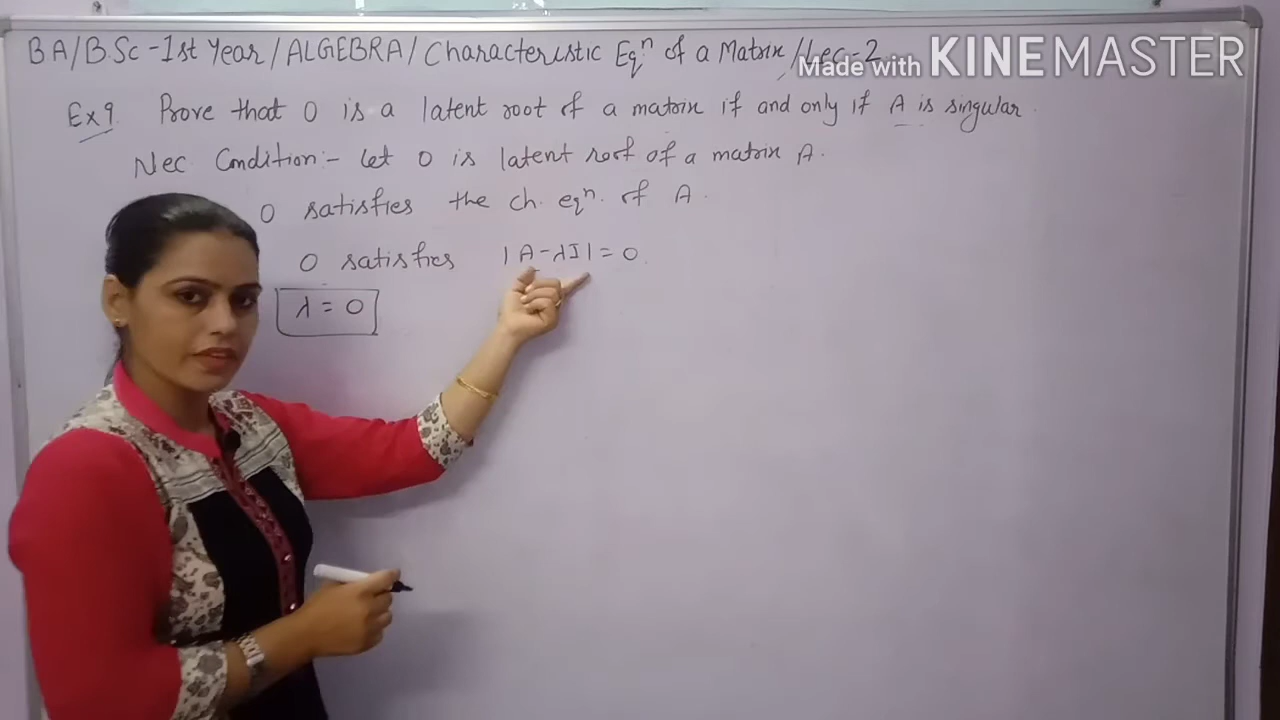 BA/B.Sc-Ist Year/ALGEBRA/Characteristic Eqⁿ of a Matrix/Lec-2
Made with KINEMASTER
Ex 9. Prove that 0 is a latent root of a matrix if and only if A is singular.
Nec Condition:- Let 0 is latent root of a matrix A.
0 satisfies the ch. eqⁿ. of A.
0 satisfies |A-λI|=0.
λ = 0